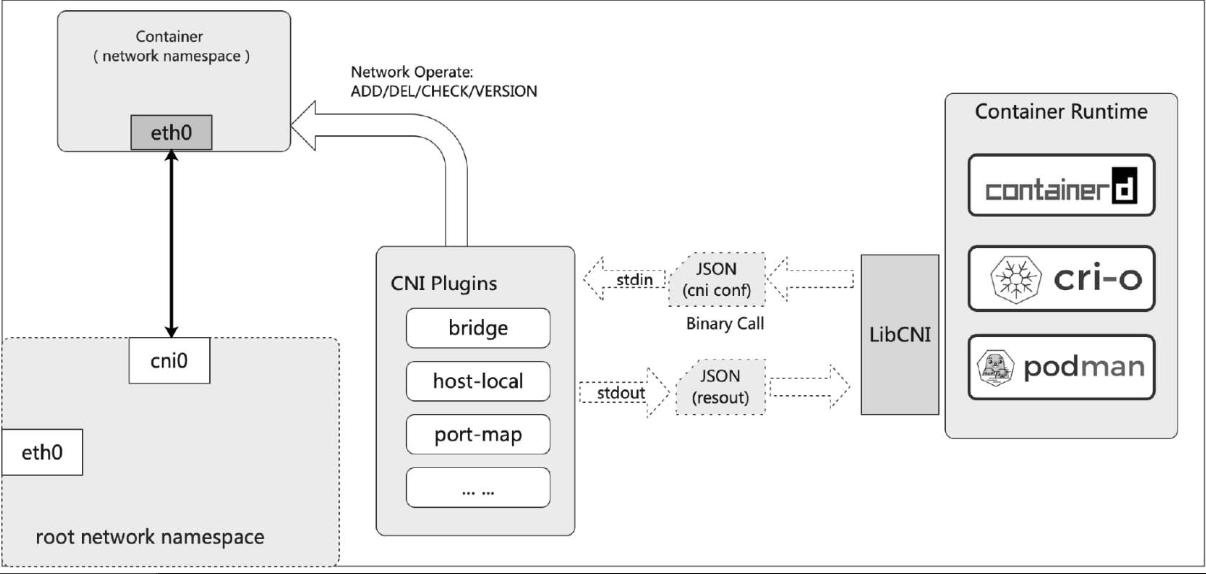 Container
( network namespace )
eth0
Network Operate:
ADD/DEL/CHECK/VERSION
Container Runtime
containerd
cri-o
podman
LibCNI
JSON
(cni conf)
stdin
Binary Call
JSON
(resout)
stdout
CNI Plugins
bridge
host-local
port-map
... ...
cni0
eth0
root network namespace